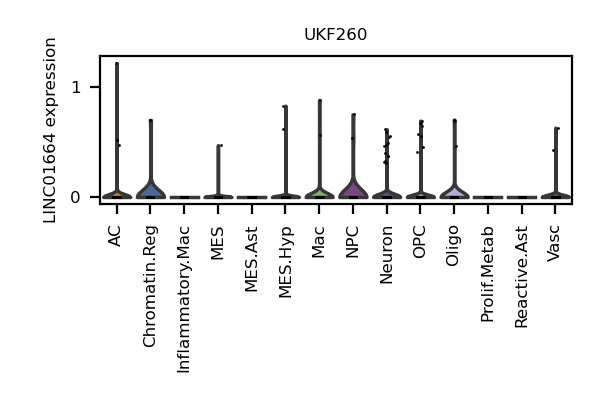 UKF260
LINC01664 expression
1
0
AC
Chromatin.Reg
Inflammatory.Mac
MES
MES.Ast
MES.Hyp
Mac
NPC
Neuron
OPC
Oligo
Prolif.Metab
Reactive.Ast
Vasc